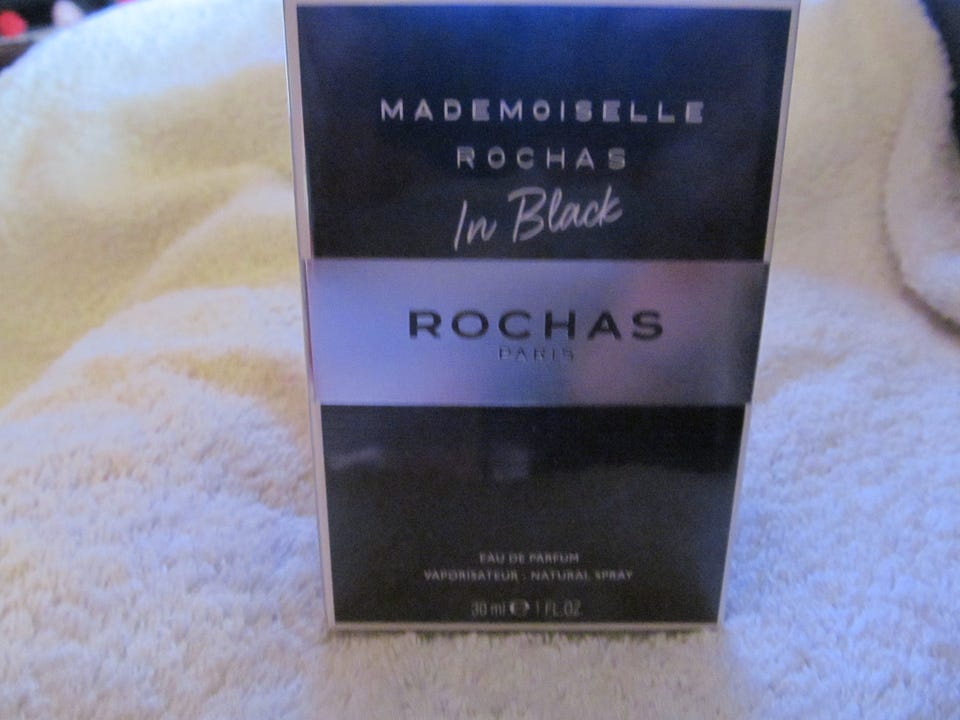 MADEMOISELLE
ROCHAS
In Black
ROCHAS
PARIS
EAU DE PARFUM
VAPORISATEUR · NATURAL SPRAY
30 ml ℮ 1 FL.OZ